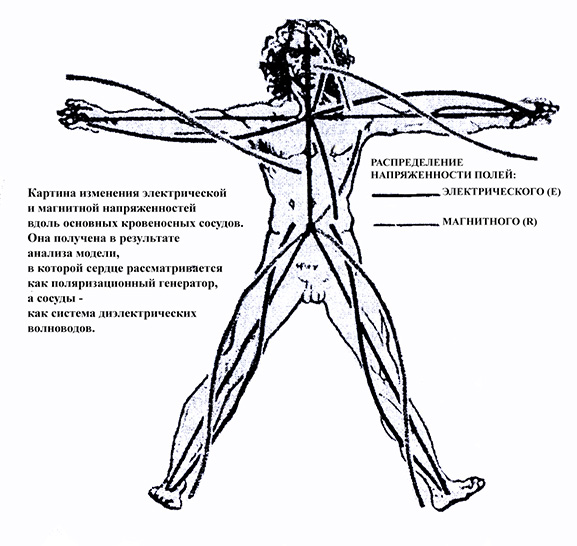 Картина изменения электрической
и магнитной напряженностей
вдоль основных кровеносных сосудов.
Она получена в результате
анализа модели,
в которой сердце рассматривается
как поляризационный генератор,
а сосуды -
как система диэлектрических
волноводов.
РАСПРЕДЕЛЕНИЕ
НАПРЯЖЕННОСТИ ПОЛЕЙ:
ЭЛЕКТРИЧЕСКОГО (E)
МАГНИТНОГО (R)